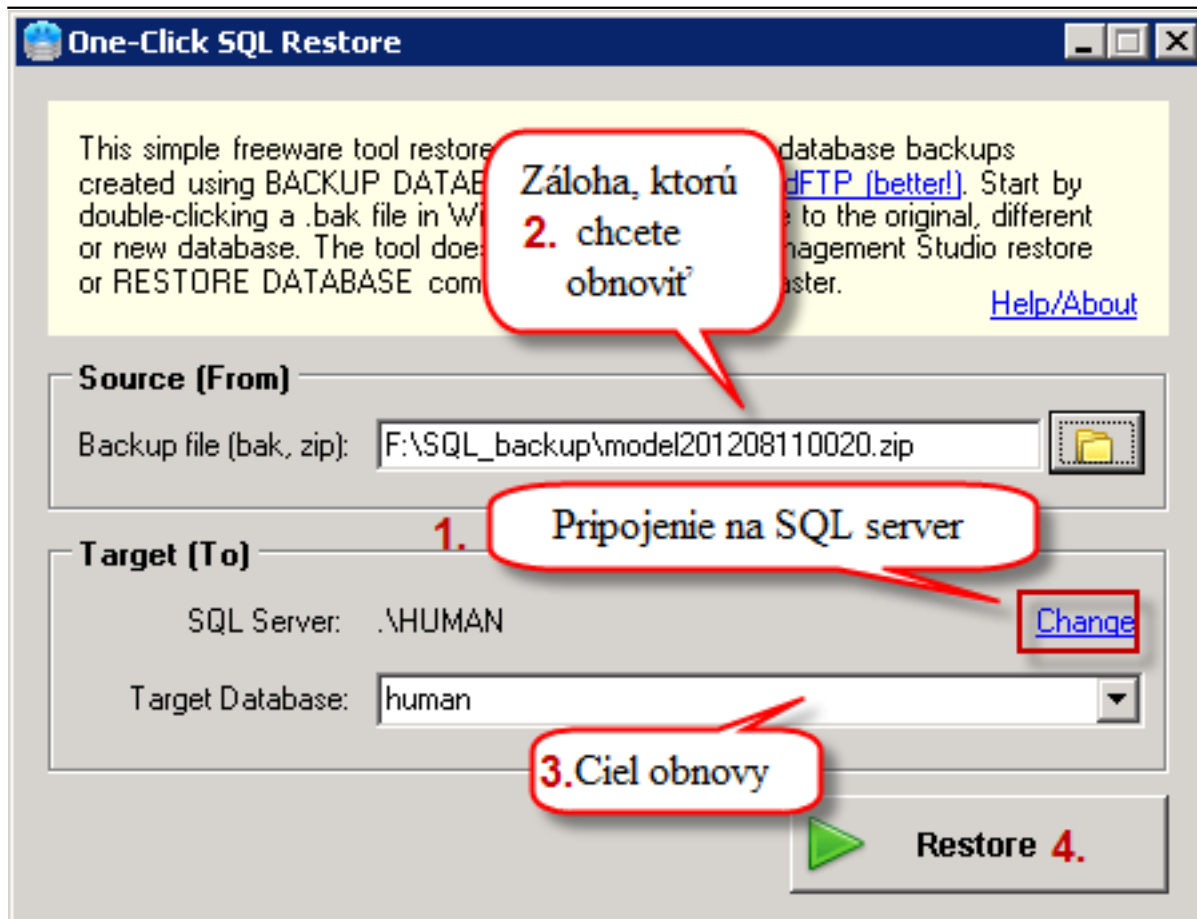 One-Click SQL Restore
This simple freeware tool restore database backups
created using BACKUP DATAB dFTP (better!). Start by
double-clicking a .bak file in Wi e to the original, different
or new database. The tool does nagement Studio restore
or RESTORE DATABASE com aster.
Help/About
Záloha, ktorú
2. chcete
obnoviť
Source (From)
Backup file (bak, zip): F:\SQL_backup\model201208110020.zip
1. Pripojenie na SQL server
Target (To)
SQL Server: .\HUMAN Change
Target Database: human
3.Ciel obnovy
Restore 4.